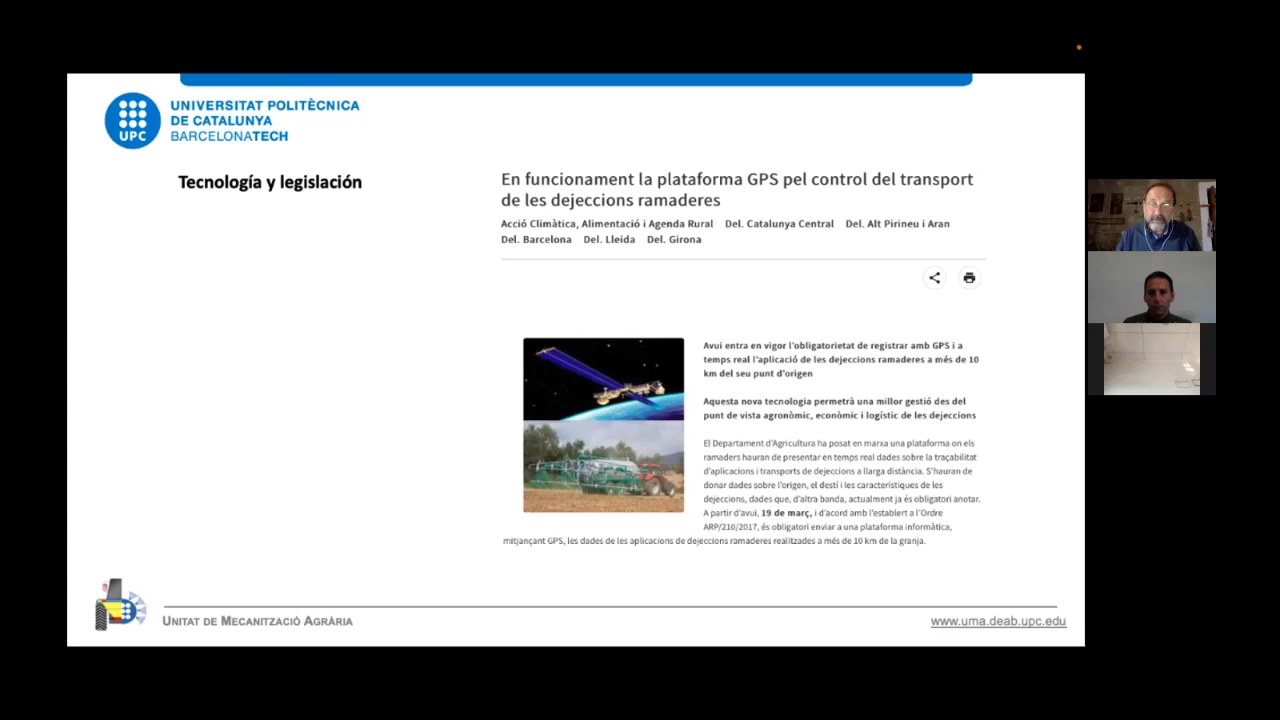 UNIVERSITAT POLITÈCNICA
DE CATALUNYA
BARCELONATECH
UPC
Tecnología y legislación
En funcionament la plataforma GPS pel control del transport
de les dejeccions ramaderes
Acció Climàtica, Alimentació i Agenda Rural Del. Catalunya Central Del. Alt Pirineu i Aran
Del. Barcelona Del. Lleida Del. Girona
Avui entra en vigor l'obligatorietat de registrar amb GPS i a
temps real l'aplicació de les dejeccions ramaderes a més de 10
km del seu punt d'origen
Aquesta nova tecnologia permetrà una millor gestió des del
punt de vista agronòmic, econòmic i logístic de les dejeccions
El Departament d'Agricultura ha posat en marxa una plataforma on els
ramaders hauran de presentar en temps real dades sobre la traçabilitat
d'aplicacions i transports de dejeccions a llarga distància. S'hauran de
donar dades sobre l'origen, el destí i les característiques de les
dejeccions, dades que, d'altra banda, actualment ja és obligatori anotar.
A partir d'avui, 19 de març, i d'acord amb l'establert a l'Ordre
ARP/210/2017, és obligatori enviar a una plataforma informàtica,
mitjançant GPS, les dades de les aplicacions de dejeccions ramaderes realitzades a més de 10 km de la granja.
UNITAT DE MECANITZACIÓ AGRÀRIA
www.uma.deab.upc.edu